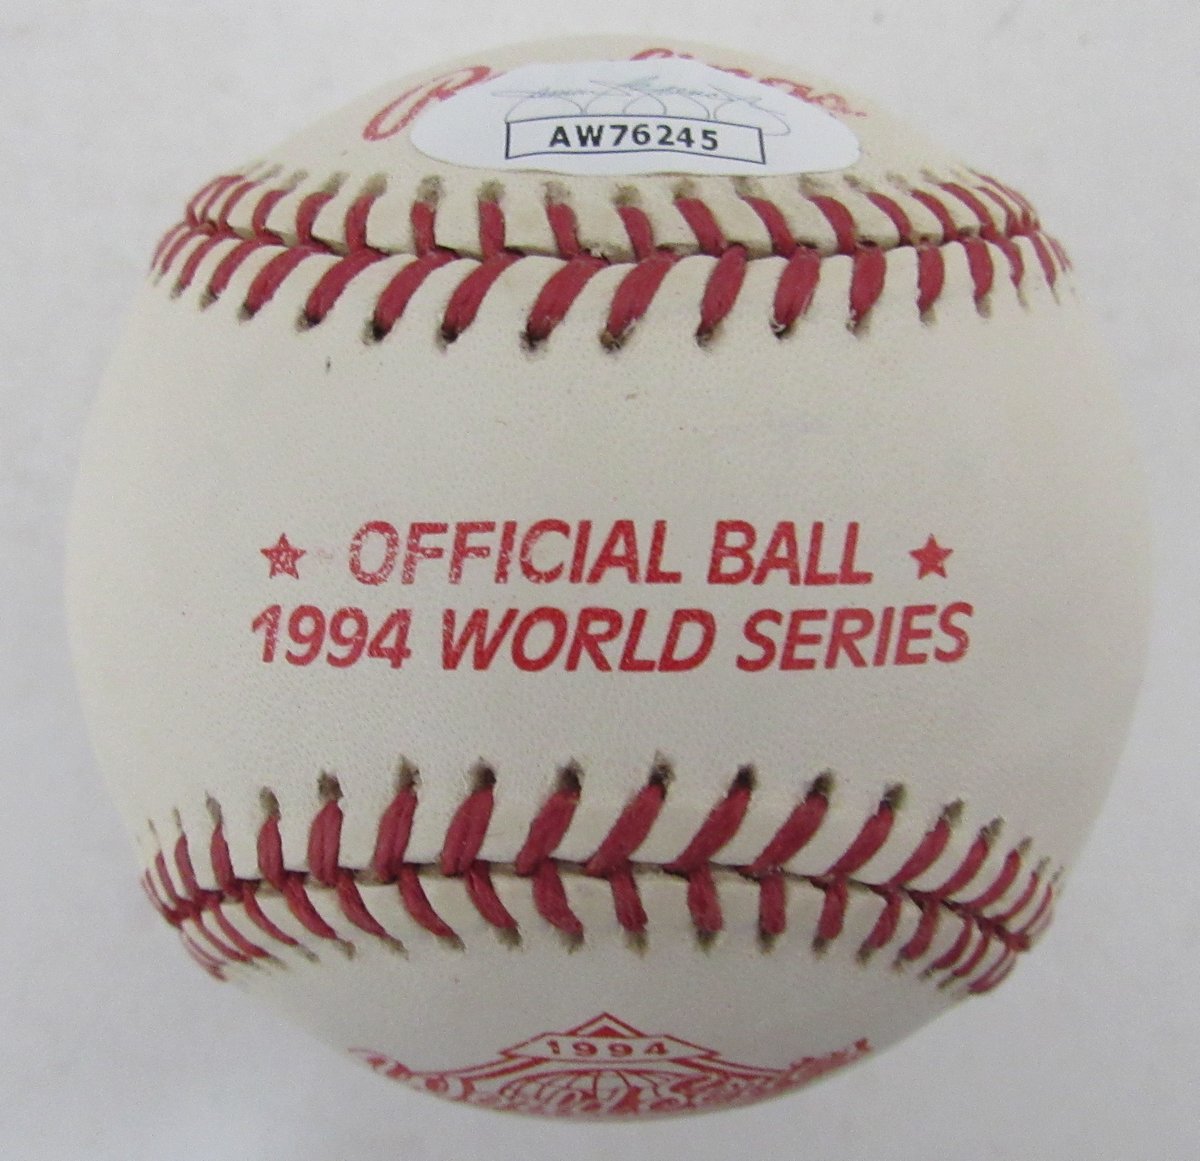 AW76245
★ OFFICIAL BALL ★
1994 WORLD SERIES
1994